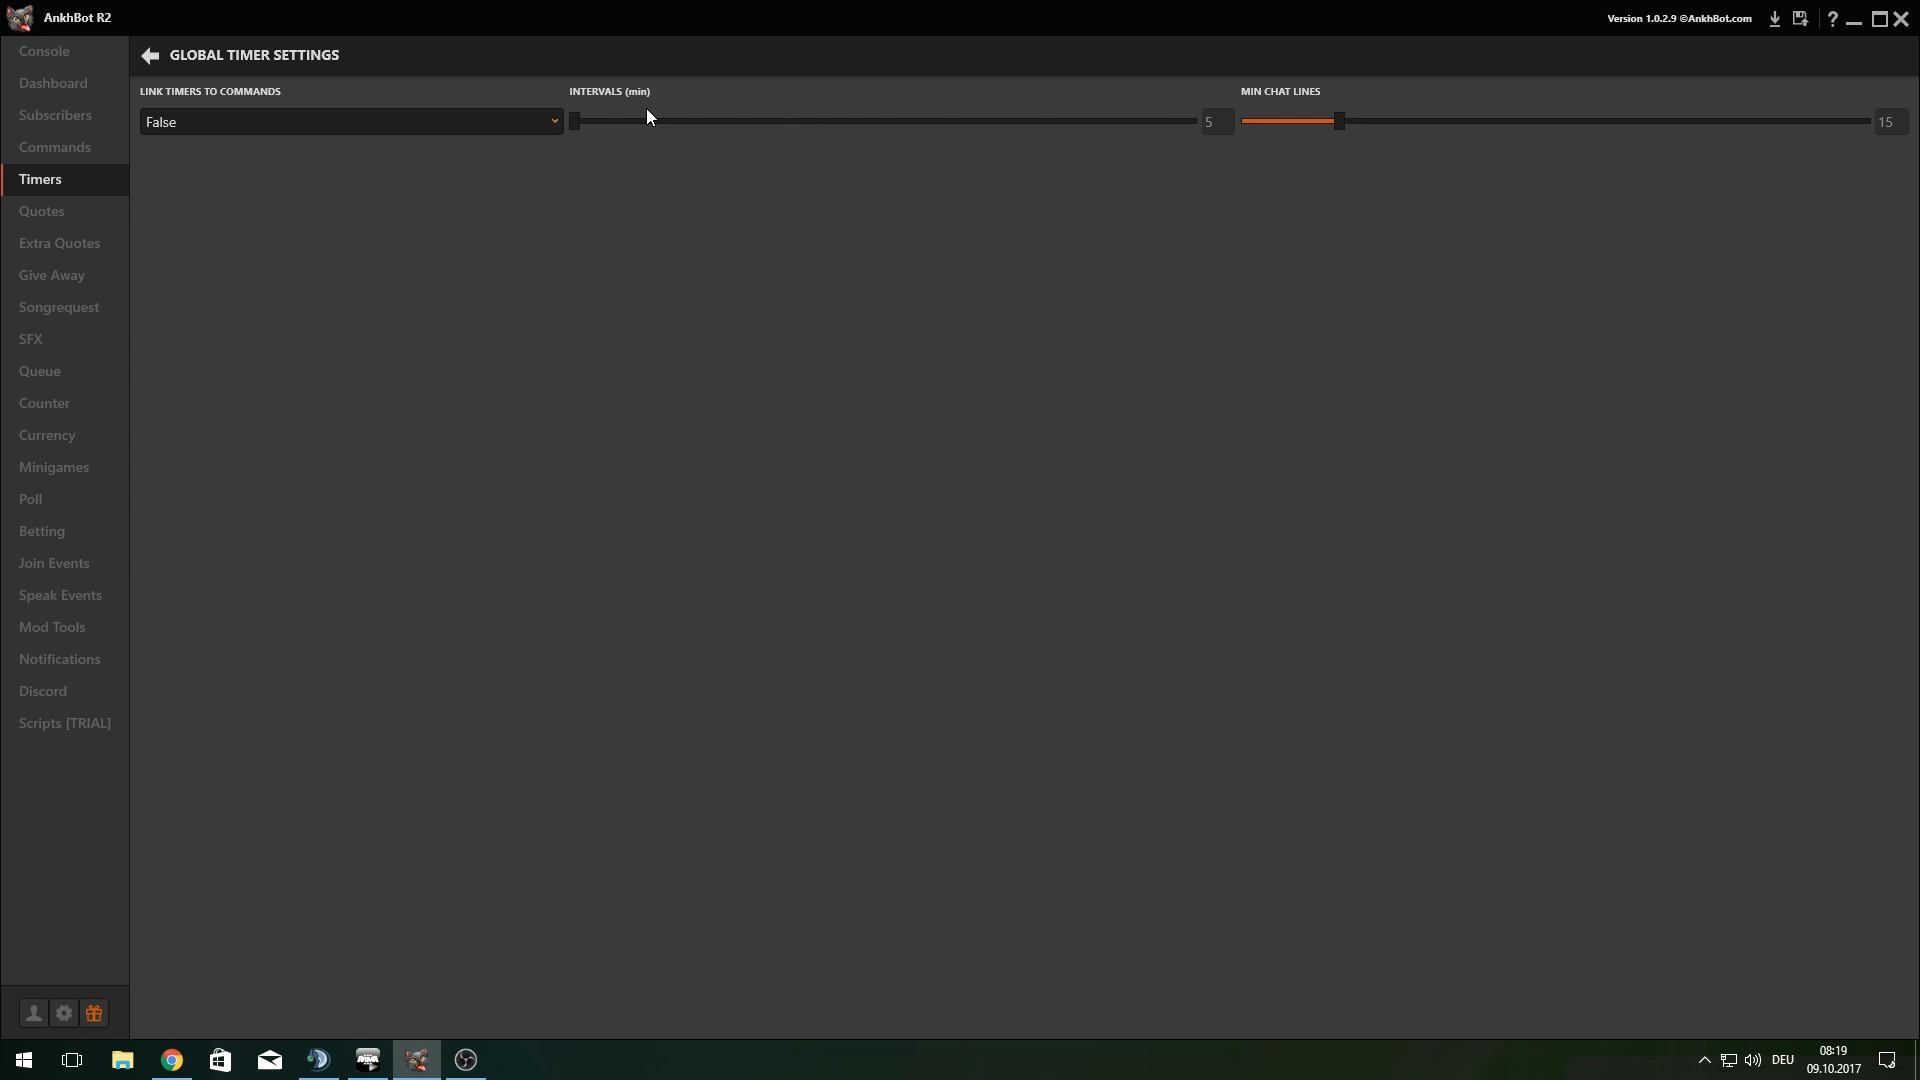 AnkhBot R2
Version 1.0.2.9 ©AnkhBot.com
?
Console
Dashboard
Subscribers
Commands
Timers
Quotes
Extra Quotes
Give Away
Songrequest
SFX
Queue
Counter
Currency
Minigames
Poll
Betting
Join Events
Speak Events
Mod Tools
Notifications
Discord
Scripts [TRIAL]
GLOBAL TIMER SETTINGS
LINK TIMERS TO COMMANDS
INTERVALS (min)
MIN CHAT LINES
False
5
15
ARMA
DEU
08:19
09.10.2017